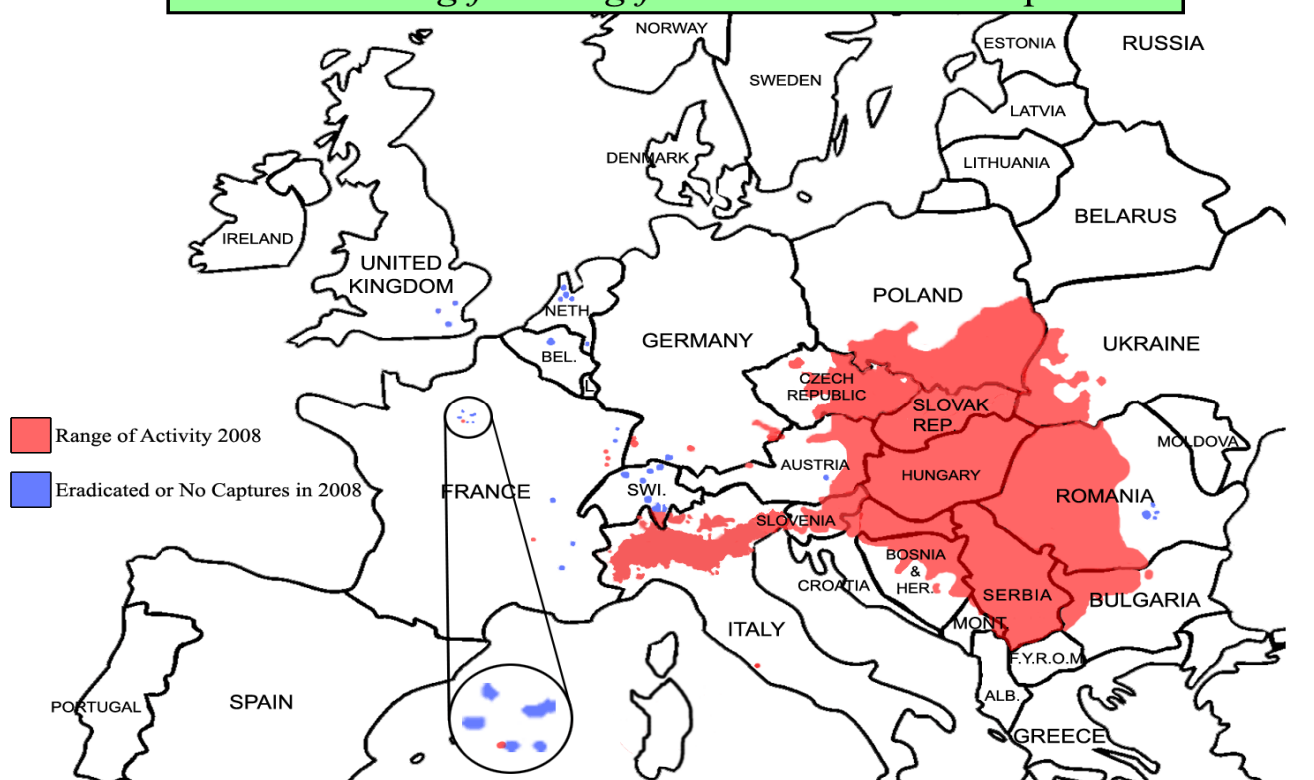 NORWAY
ESTONIA
RUSSIA
SWEDEN
LATVIA
DENMARK
LITHUANIA
BELARUS
IRELAND
UNITED
KINGDOM
NETH.
POLAND
GERMANY
BEL.
UKRAINE
L.
CZECH
REPUBLIC
SLOVAK
REP.
Range of Activity 2008
MOLDOVA
AUSTRIA
HUNGARY
Eradicated or No Captures in 2008
FRANCE
SWI.
ROMANIA
SLOVENIA
BOSNIA
&
HER.
CROATIA
SERBIA
BULGARIA
MONT.
ITALY
F.Y.R.O.M.
ALB.
SPAIN
PORTUGAL
GREECE